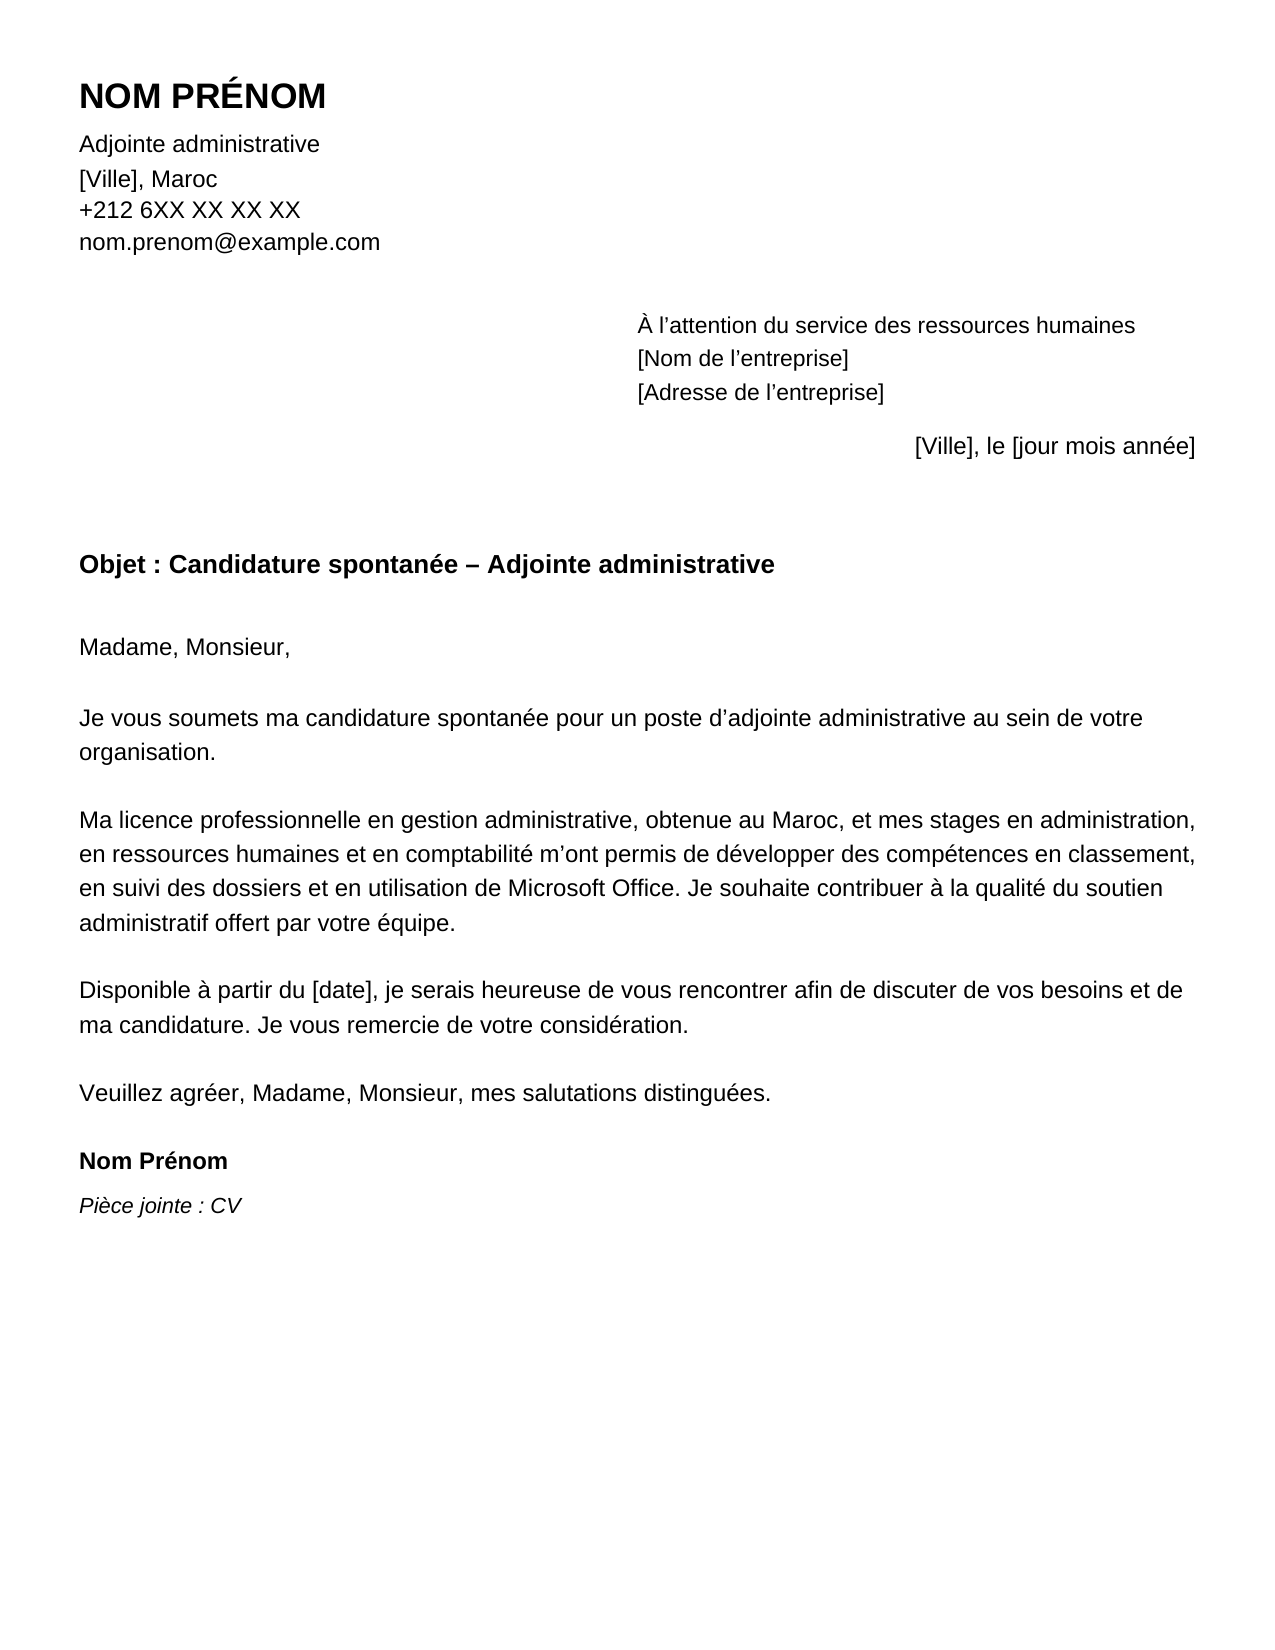 NOM PRÉNOM
Adjointe administrative
[Ville], Maroc
+212 6XX XX XX XX
nom.prenom@example.com
À l’attention du service des ressources humaines
[Nom de l’entreprise]
[Adresse de l’entreprise]
[Ville], le [jour mois année]
Objet : Candidature spontanée – Adjointe administrative
Madame, Monsieur,
Je vous soumets ma candidature spontanée pour un poste d’adjointe administrative au sein de votre
organisation.
Ma licence professionnelle en gestion administrative, obtenue au Maroc, et mes stages en administration,
en ressources humaines et en comptabilité m’ont permis de développer des compétences en classement,
en suivi des dossiers et en utilisation de Microsoft Office. Je souhaite contribuer à la qualité du soutien
administratif offert par votre équipe.
Disponible à partir du [date], je serais heureuse de vous rencontrer afin de discuter de vos besoins et de
ma candidature. Je vous remercie de votre considération.
Veuillez agréer, Madame, Monsieur, mes salutations distinguées.
Nom Prénom
Pièce jointe : CV